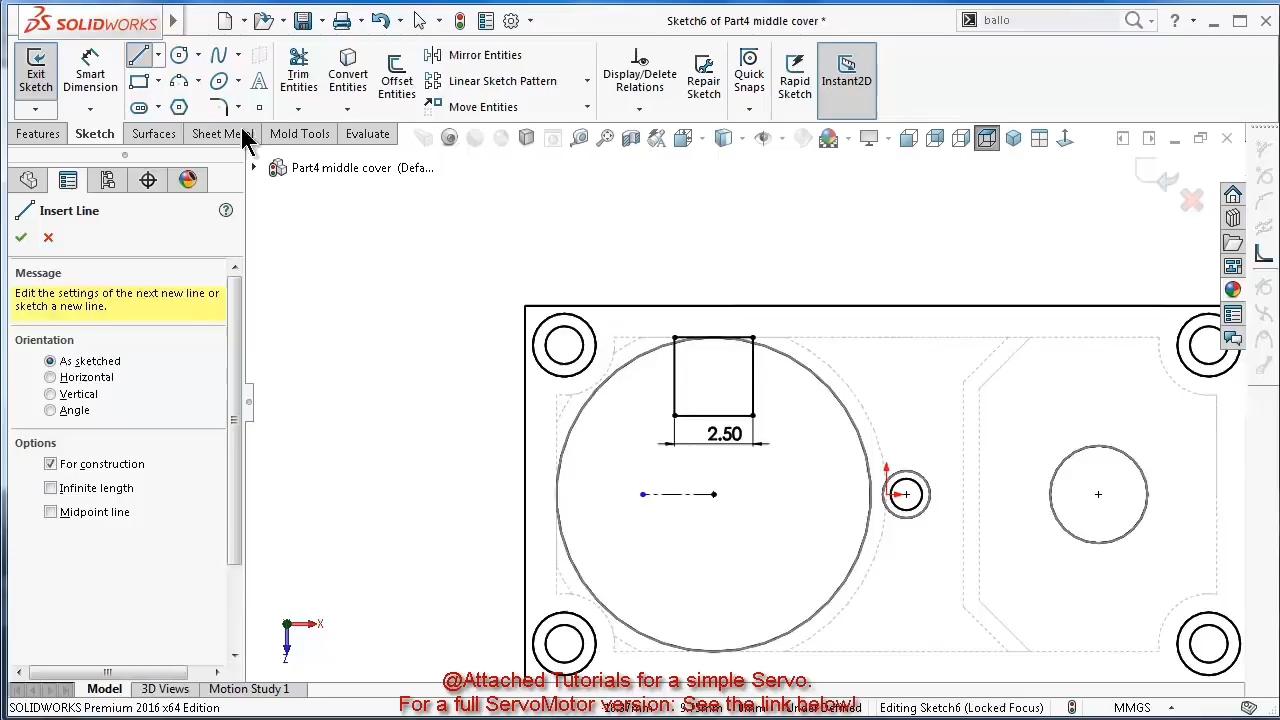 SOLIDWORKS
Sketch6 of Part4 middle cover *
ballo
Exit Sketch
Smart Dimension
Trim Entities
Convert Entities
Offset Entities
Mirror Entities
Linear Sketch Pattern
Move Entities
Display/Delete Relations
Repair Sketch
Quick Snaps
Rapid Sketch
Instant2D
Features
Sketch
Surfaces
Mold Tools
Evaluate
Part4 middle cover (Defa...
Insert Line
Message
Edit the settings of the next new line or
sketch a new line.
Orientation
As sketched
Horizontal
Vertical
Angle
Options
For construction
Infinite length
Midpoint line
2.50
X
Z
Model
3D Views
Motion Study 1
@Attached Tutorials for a simple Servo.
For a full ServoMotor version: See the link below!
SOLIDWORKS Premium 2016 x64 Edition
Editing Sketch6 (Locked Focus)
MMGS